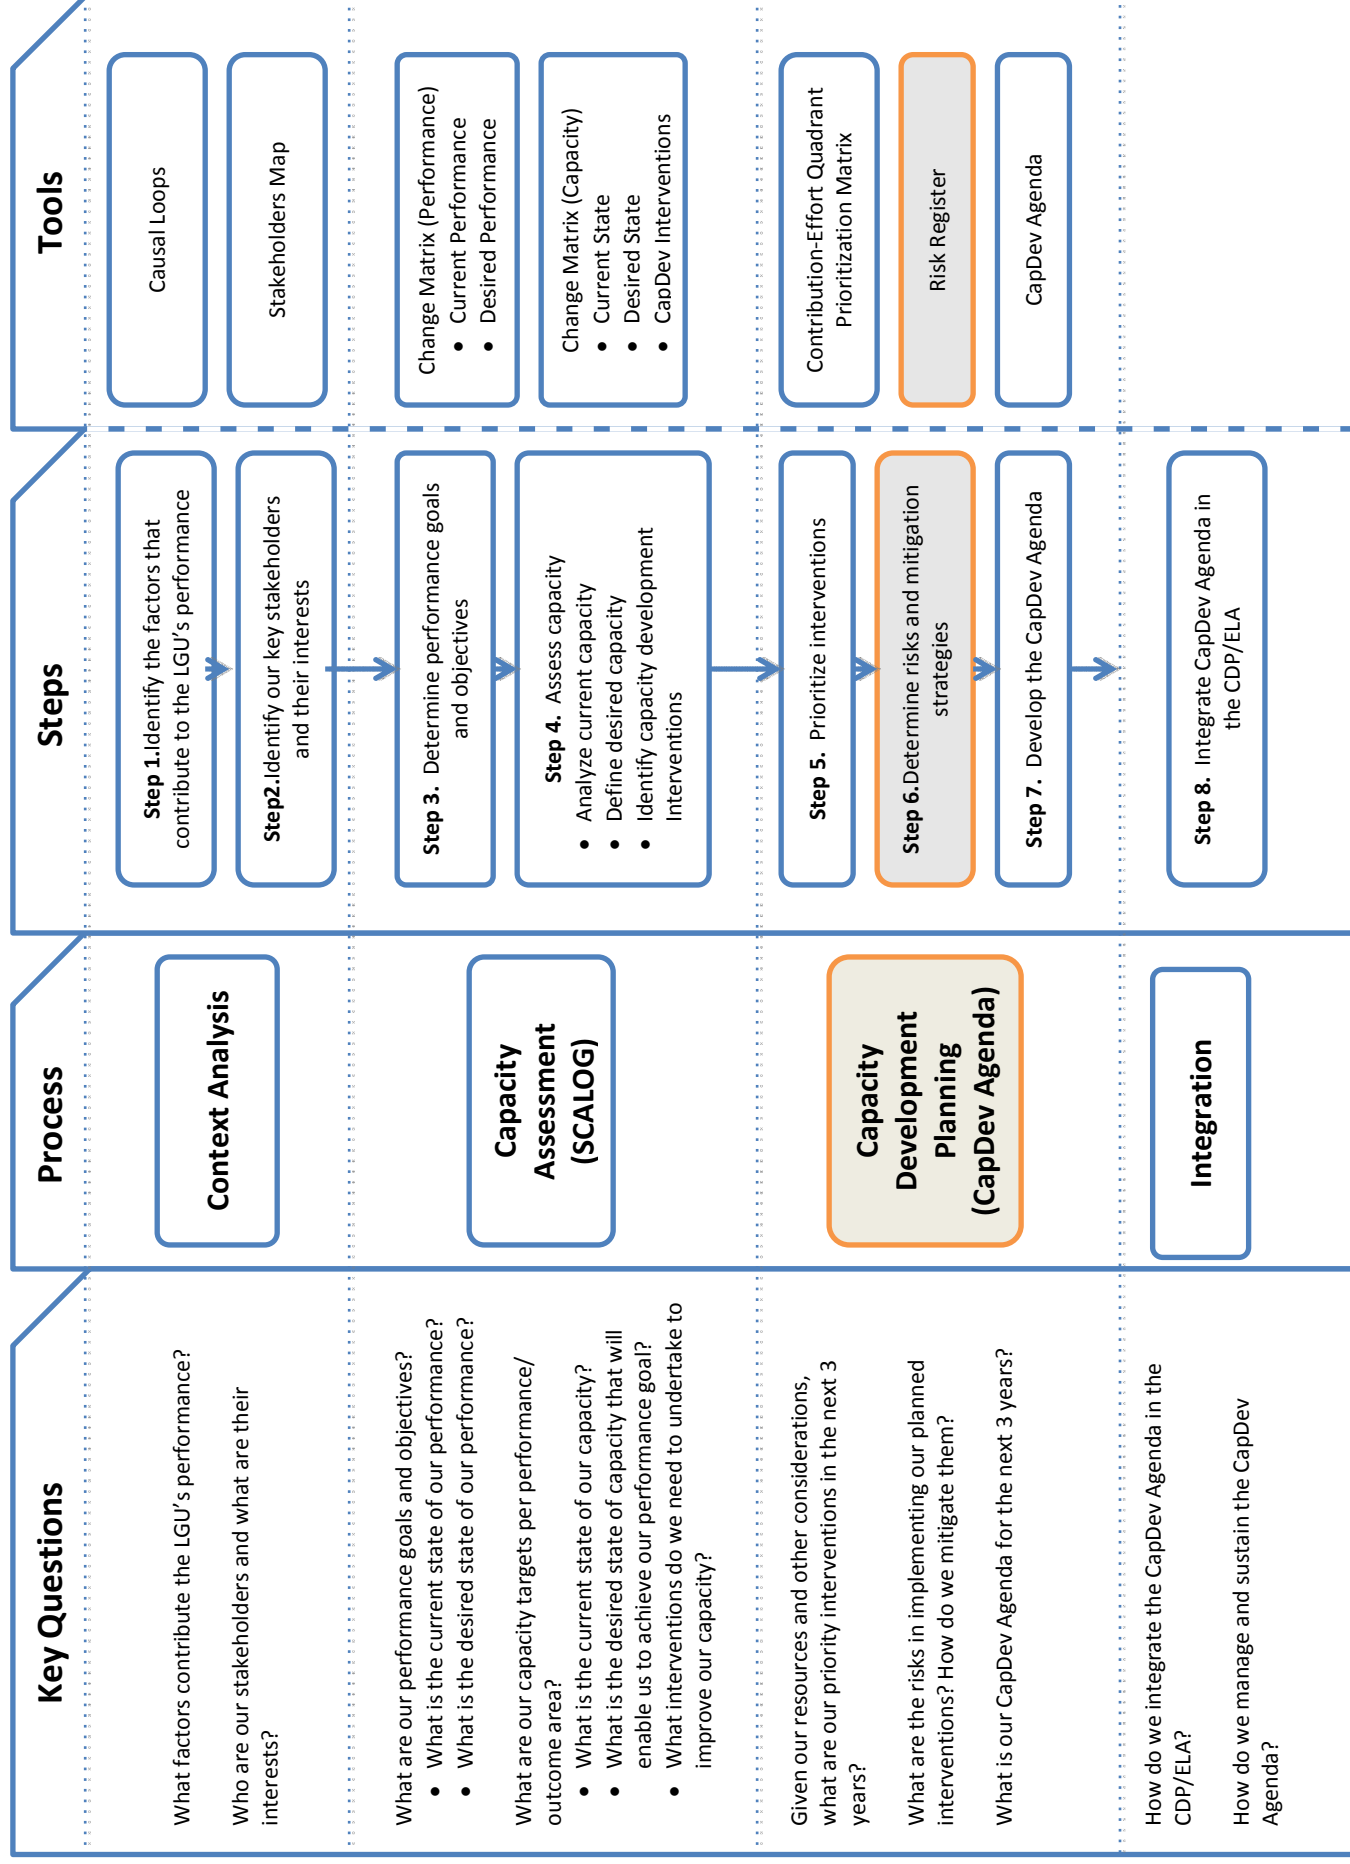 Key Questions
Process
Steps
Tools
What factors contribute the LGU's performance?
Who are our stakeholders and what are their
interests?
Context Analysis
Step 1.Identify the factors that
contribute to the LGU's performance
Step2.Identify our key stakeholders
and their interests
Causal Loops
Stakeholders Map
What are our performance goals and objectives?
• What is the current state of our performance?
• What is the desired state of our performance?
What are our capacity targets per performance/
outcome area?
• What is the current state of our capacity?
• What is the desired state of capacity that will
enable us to achieve our performance goal?
• What interventions do we need to undertake to
improve our capacity?
Capacity
Assessment
(SCALOG)
Step 3. Determine performance goals
and objectives
Step 4. Assess capacity
• Analyze current capacity
• Define desired capacity
• Identify capacity development
Interventions
Change Matrix (Performance)
• Current Performance
• Desired Performance
Change Matrix (Capacity)
• Current State
• Desired State
• CapDev Interventions
Given our resources and other considerations,
what are our priority interventions in the next 3
years?
What are the risks in implementing our planned
interventions? How do we mitigate them?
What is our CapDev Agenda for the next 3 years?
Capacity
Development
Planning
(CapDev Agenda)
Step 5. Prioritize interventions
Step 6.Determine risks and mitigation
strategies
Step 7. Develop the CapDev Agenda
Contribution-Effort Quadrant
Prioritization Matrix
Risk Register
CapDev Agenda
How do we integrate the CapDev Agenda in the
CDP/ELA?
How do we manage and sustain the CapDev
Agenda?
Integration
Step 8. Integrate CapDev Agenda in
the CDP/ELA